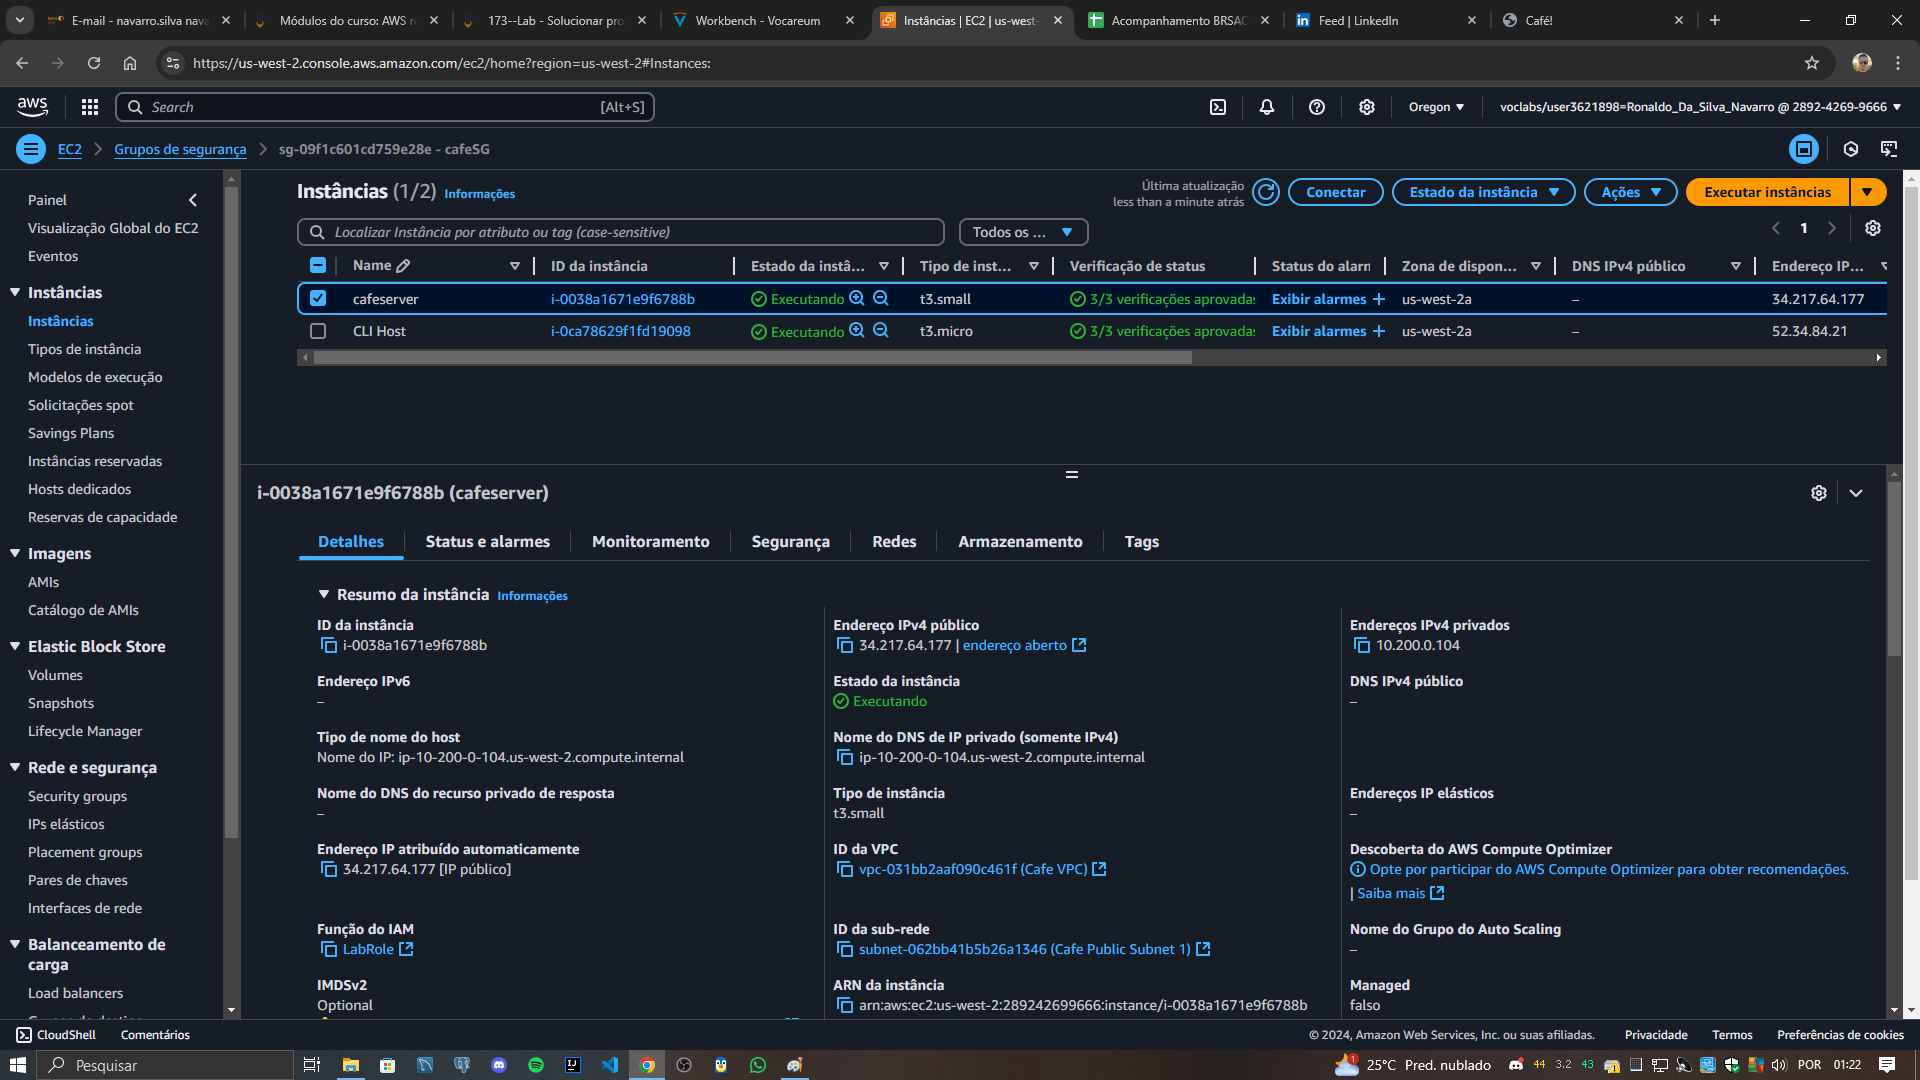 E-mail - navarro.silva nava
Módulos do curso: AWS re
173--Lab - Solucionar pro
Workbench - Vocareum
Instâncias | EC2 | us-west-
Acompanhamento BRSAO
Feed | LinkedIn
Café!
https://us-west-2.console.aws.amazon.com/ec2/home?region=us-west-2#Instances:
aws
Search
[Alt+S]
Oregon
voclabs/user3621898=Ronaldo_Da_Silva_Navarro @ 2892-4269-9666
EC2
Grupos de segurança
sg-09f1c601cd759e28e - cafeSG
Painel
Visualização Global do EC2
Eventos
Instâncias
Instâncias
Tipos de instância
Modelos de execução
Solicitações spot
Savings Plans
Instâncias reservadas
Hosts dedicados
Reservas de capacidade
Imagens
AMIs
Catálogo de AMIs
Elastic Block Store
Volumes
Snapshots
Lifecycle Manager
Rede e segurança
Security groups
IPs elásticos
Placement groups
Pares de chaves
Interfaces de rede
Balanceamento de
carga
Load balancers
Instâncias (1/2) Informações
Última atualização
less than a minute atrás
Conectar
Estado da instância
Ações
Executar instâncias
Localizar Instância por atributo ou tag (case-sensitive)
Todos os ...
1
Name
ID da instância
Estado da instâ...
Tipo de inst...
Verificação de status
Status do alarn
Zona de dispon...
DNS IPv4 público
Endereço IP...
cafeserver
i-0038a1671e9f6788b
Executando
t3.small
3/3 verificações aprovadas
Exibir alarmes
us-west-2a
–
34.217.64.177
CLI Host
i-0ca78629f1fd19098
Executando
t3.micro
3/3 verificações aprovadas
Exibir alarmes
us-west-2a
–
52.34.84.21
i-0038a1671e9f6788b (cafeserver)
Detalhes
Status e alarmes
Monitoramento
Segurança
Redes
Armazenamento
Tags
Resumo da instância Informações
ID da instância
i-0038a1671e9f6788b
Endereço IPv4 público
34.217.64.177 | endereço aberto
Endereços IPv4 privados
10.200.0.104
Endereço IPv6
–
Estado da instância
Executando
DNS IPv4 público
–
Tipo de nome do host
Nome do IP: ip-10-200-0-104.us-west-2.compute.internal
Nome do DNS de IP privado (somente IPv4)
ip-10-200-0-104.us-west-2.compute.internal
Nome do DNS do recurso privado de resposta
–
Tipo de instância
t3.small
Endereços IP elásticos
–
Endereço IP atribuído automaticamente
34.217.64.177 [IP público]
ID da VPC
vpc-031bb2aaf090c461f (Cafe VPC)
Descoberta do AWS Compute Optimizer
Opte por participar do AWS Compute Optimizer para obter recomendações.
| Saiba mais
Função do IAM
LabRole
ID da sub-rede
subnet-062bb41b5b26a1346 (Cafe Public Subnet 1)
Nome do Grupo do Auto Scaling
–
IMDSv2
Optional
ARN da instância
arn:aws:ec2:us-west-2:289242699666:instance/i-0038a1671e9f6788b
Managed
falso
CloudShell
Comentários
© 2024, Amazon Web Services, Inc. ou suas afiliadas.
Privacidade
Termos
Preferências de cookies
Pesquisar
1
25°C Pred. nublado
44
3.2
43
POR
01:22